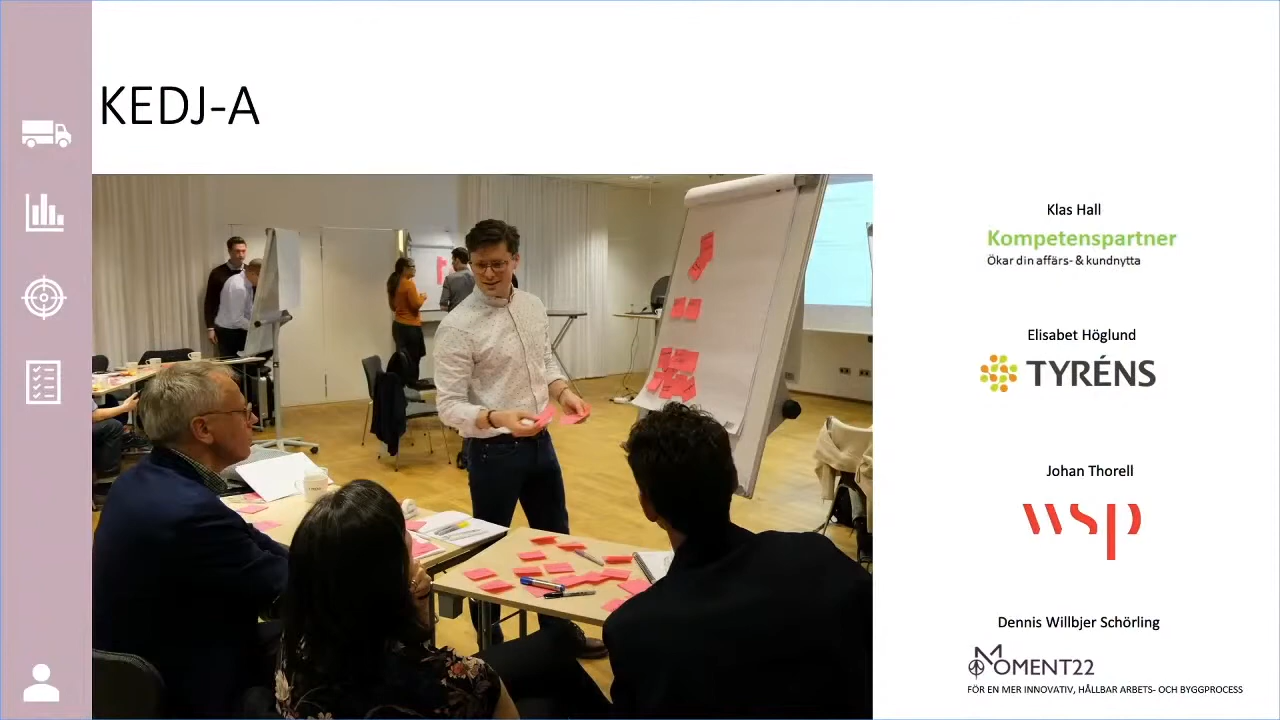 KEDJ-A
Klas Hall
Kompetenspartner
Ökar din affärs- & kundnytta
Elisabet Höglund
TYRÉNS
Johan Thorell
wsp
Dennis Willbjer Schörling
MOMENT22
FÖR EN MER INNOVATIV, HÅLLBAR ARBETS- OCH BYGGPROCESS